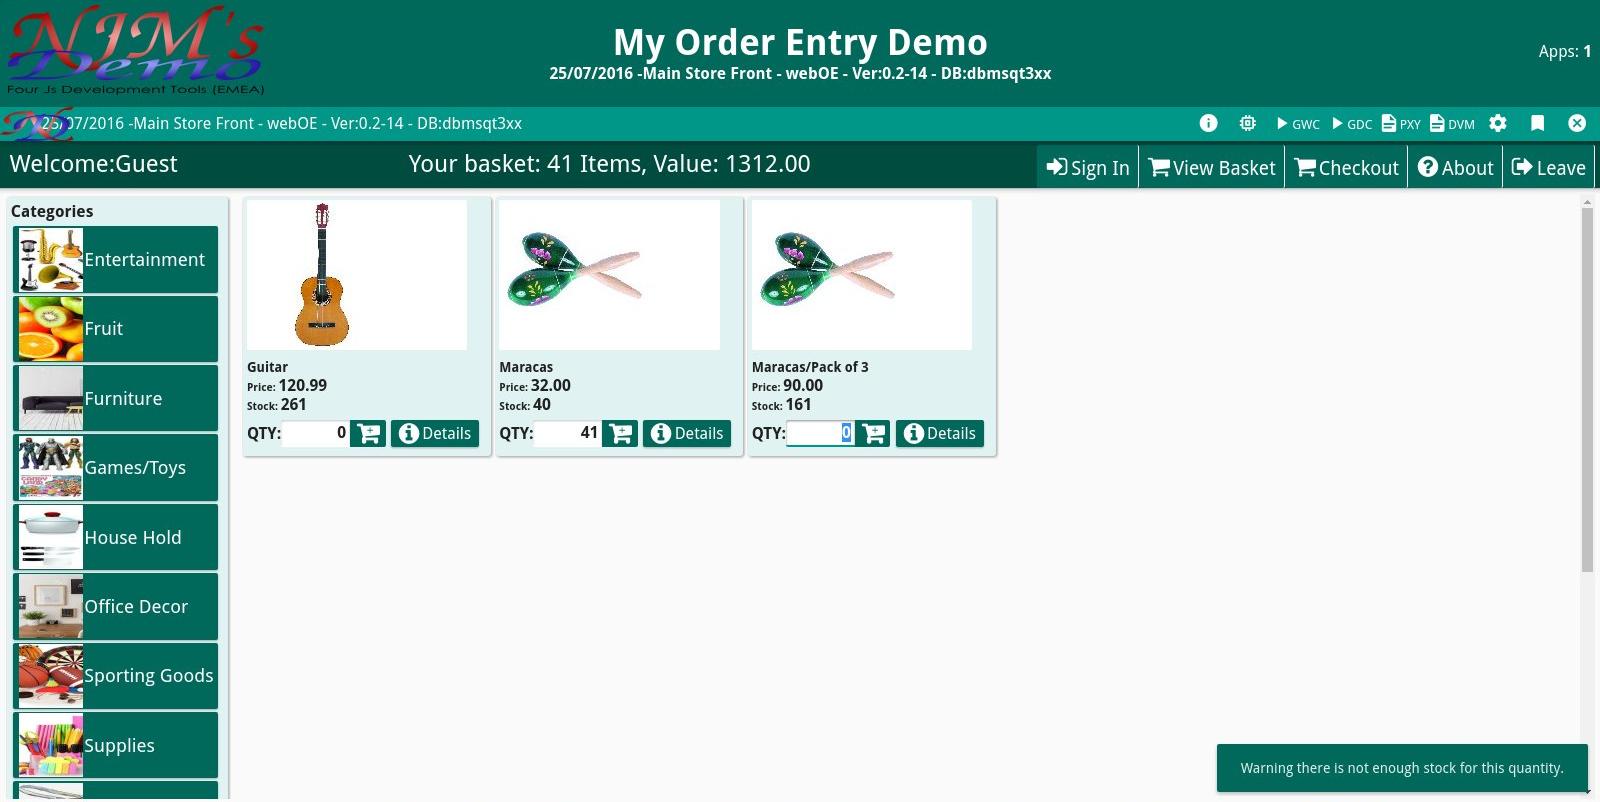 NJM's
Demo
Four Js Development Tools (EMEA)
My Order Entry Demo
25/07/2016 -Main Store Front - webOE - Ver:0.2-14 - DB:dbmsqt3xx
Apps: 1
25/07/2016 -Main Store Front - webOE - Ver:0.2-14 - DB:dbmsqt3xx
GWC GDC PXY DVM
Welcome:Guest
Your basket: 41 Items, Value: 1312.00
Sign In
View Basket
Checkout
About
Leave
Categories
Entertainment
Fruit
Furniture
Games/Toys
House Hold
Office Decor
Sporting Goods
Supplies
Guitar
Price: 120.99
Stock: 261
QTY: 0 Details
Maracas
Price: 32.00
Stock: 40
QTY: 41 Details
Maracas/Pack of 3
Price: 90.00
Stock: 161
QTY: 0 Details
Warning there is not enough stock for this quantity.